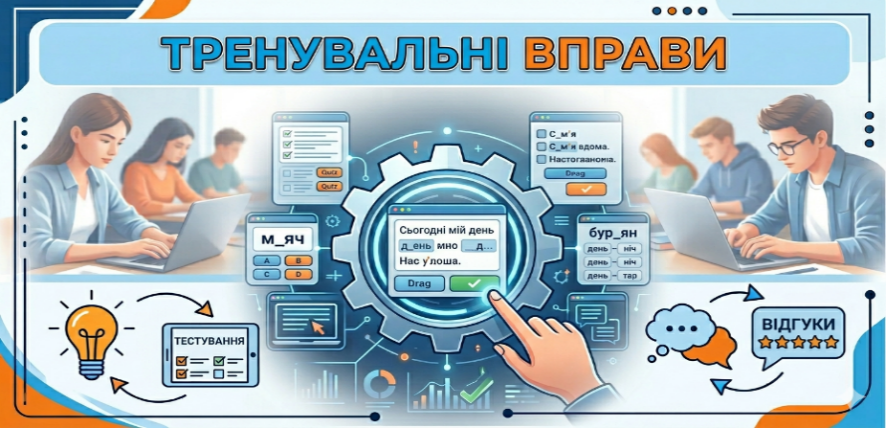 ТРЕНУВАЛЬНІ ВПРАВИ
Quiz
Quiz
С_м'я
С_м'я вдома.
Настоганома.
Drag
м_яч
A B
C D
Сьогодні мій день
д_ень мно _д...
Нас у'лоша.
Drag
бур_ян
день – ніч
день – ніч
день – тар
ТЕСТУВАННЯ
ВІДГУКИ